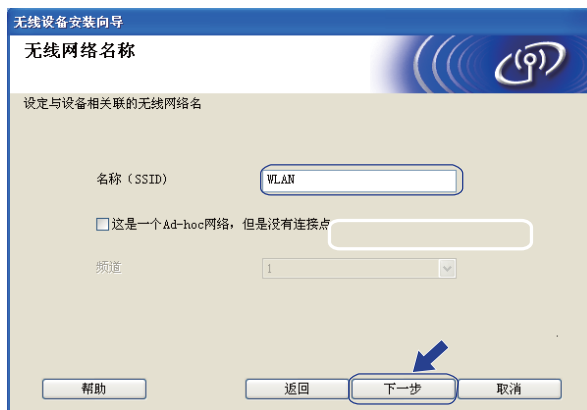 无线设备安装向导
无线网络名称
设定与设备相关联的无线网络名
名称（SSID） WLAN
这是一个Ad-hoc网络，但是没有连接点
频道 1
帮助 返回 下一步 取消